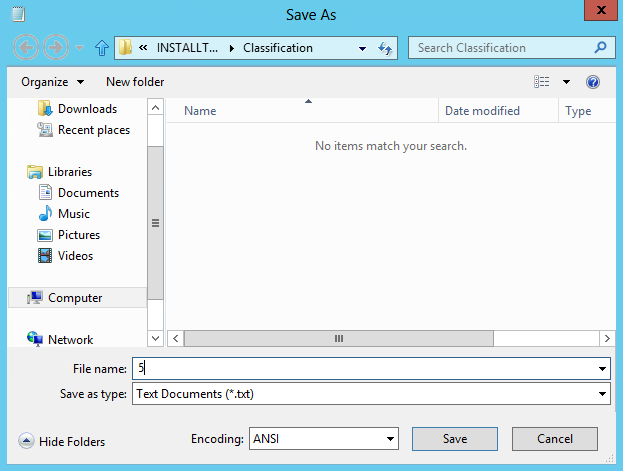 Save As
« INSTALLT... Classification
Search Classification
Organize New folder
Downloads
Recent places
Libraries
Documents
Music
Pictures
Videos
Computer
Network
Name Date modified Type
No items match your search.
File name: 5
Save as type: Text Documents (*.txt)
Hide Folders Encoding: ANSI Save Cancel